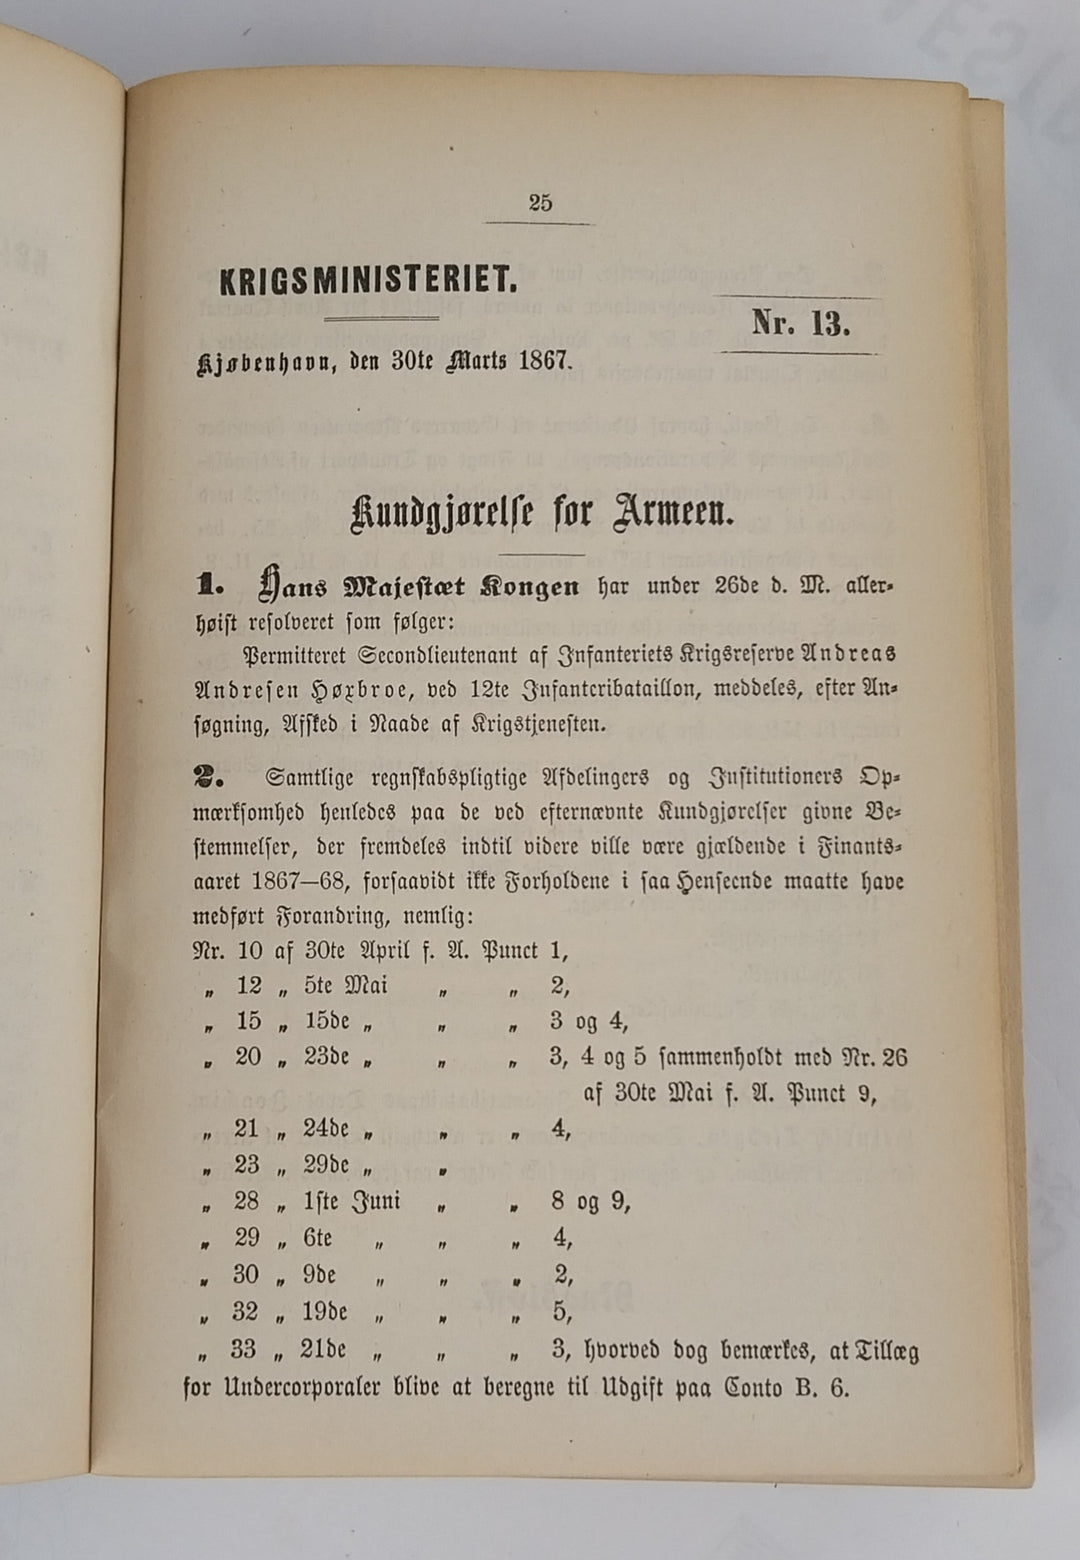 25
KRIGSMINISTERIET.
Nr. 13.
Kjøbenhavn, den 30te Marts 1867.
Kundgjørelse for Armeen.
1. Hans Majestæt Kongen har under 26de d. M. aller-
høist resolveret som følger:
Permitteret Secondlieutenant af Infanteriets Krigsreserve Andreas
Andresen Høxbroe, ved 12te Infanteribataillon, meddeles, efter An-
søgning, Afsked i Naade af Krigstjenesten.
2. Samtlige regnskabspligtige Afdelingers og Institutioners Op-
mærksomhed henledes paa de ved efternævnte Kundgjørelser givne Be-
stemmelser, der fremdeles indtil videre ville være gjældende i Finants-
aaret 1867—68, forsaavidt ikke Forholdene i saa Henseende maatte have
medført Forandring, nemlig:
Nr. 10 af 30te April f. A. Punct 1,
„ 12 „ 5te Mai „ „ 2,
„ 15 „ 15de „ „ „ 3 og 4,
„ 20 „ 23de „ „ „ 3, 4 og 5 sammenholdt med Nr. 26
af 30te Mai f. A. Punct 9,
„ 21 „ 24de „ „ „ 4,
„ 23 „ 29de „ „
„ 28 „ 1ste Juni „ „ 8 og 9,
„ 29 „ 6te „ „ „ 4,
„ 30 „ 9de „ „ „ 2,
„ 32 „ 19de „ „ „ 5,
„ 33 „ 21de „ „ „ 3, hvorved dog bemærkes, at Tillæg
for Undercorporaler blive at beregne til Udgift paa Conto B. 6.